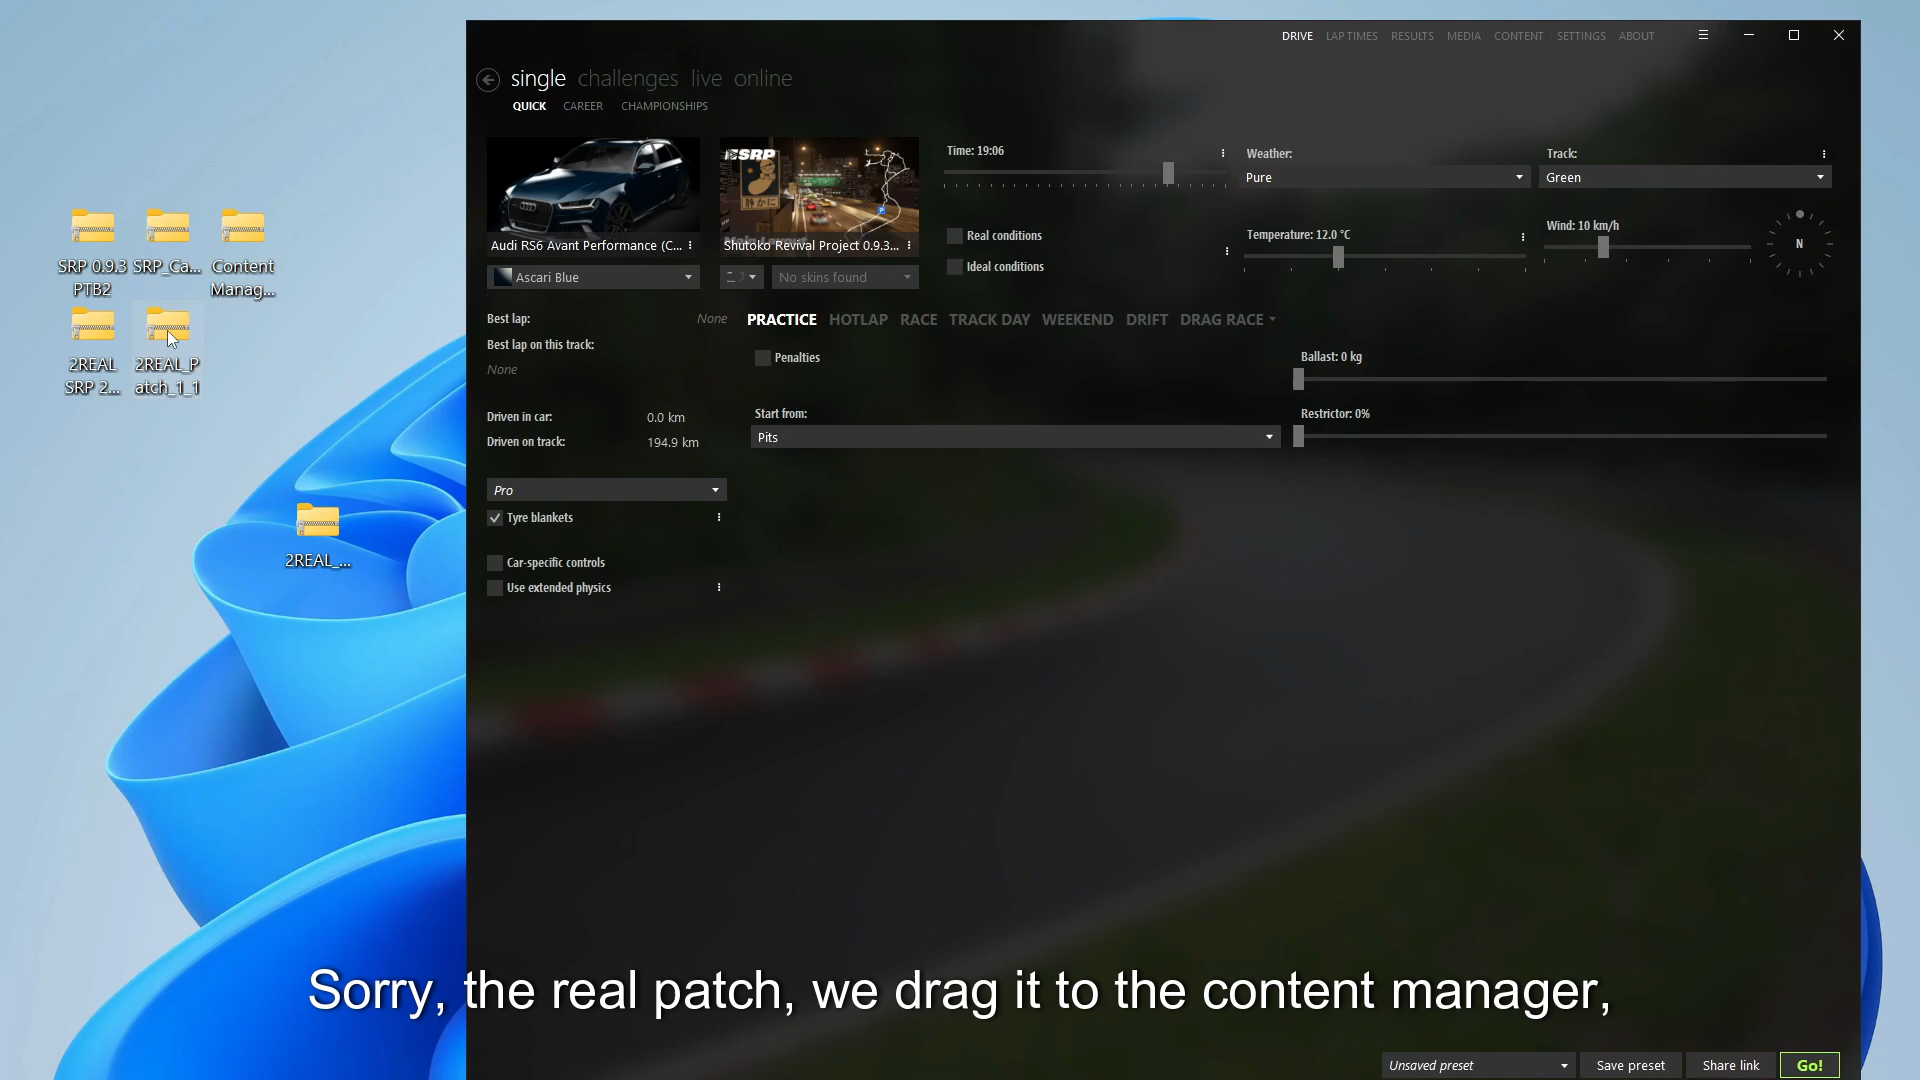 DRIVE LAP TIMES RESULTS MEDIA CONTENT SETTINGS ABOUT
single challenges live online
QUICK CAREER CHAMPIONSHIPS
SRP
静かに
Audi RS6 Avant Performance (C...
Shutoko Revival Project 0.9.3...
Ascari Blue
No skins found
Time: 19:06
Real conditions
Ideal conditions
Weather:
Pure
Temperature: 12.0 °C
Track:
Green
Wind: 10 km/h
N
SRP 0.9.3
PTB2
SRP_Ca...
Content
Manag...
2REAL
SRP 2...
2REAL_P
atch_1_1
2REAL_...
Best lap: None
Best lap on this track:
None
Driven in car: 0.0 km
Driven on track: 194.9 km
Pro
Tyre blankets
Car-specific controls
Use extended physics
PRACTICE HOTLAP RACE TRACK DAY WEEKEND DRIFT DRAG RACE
Penalties
Start from:
Pits
Ballast: 0 kg
Restrictor: 0%
Sorry, the real patch, we drag it to the content manager,
Unsaved preset Save preset Share link Go!